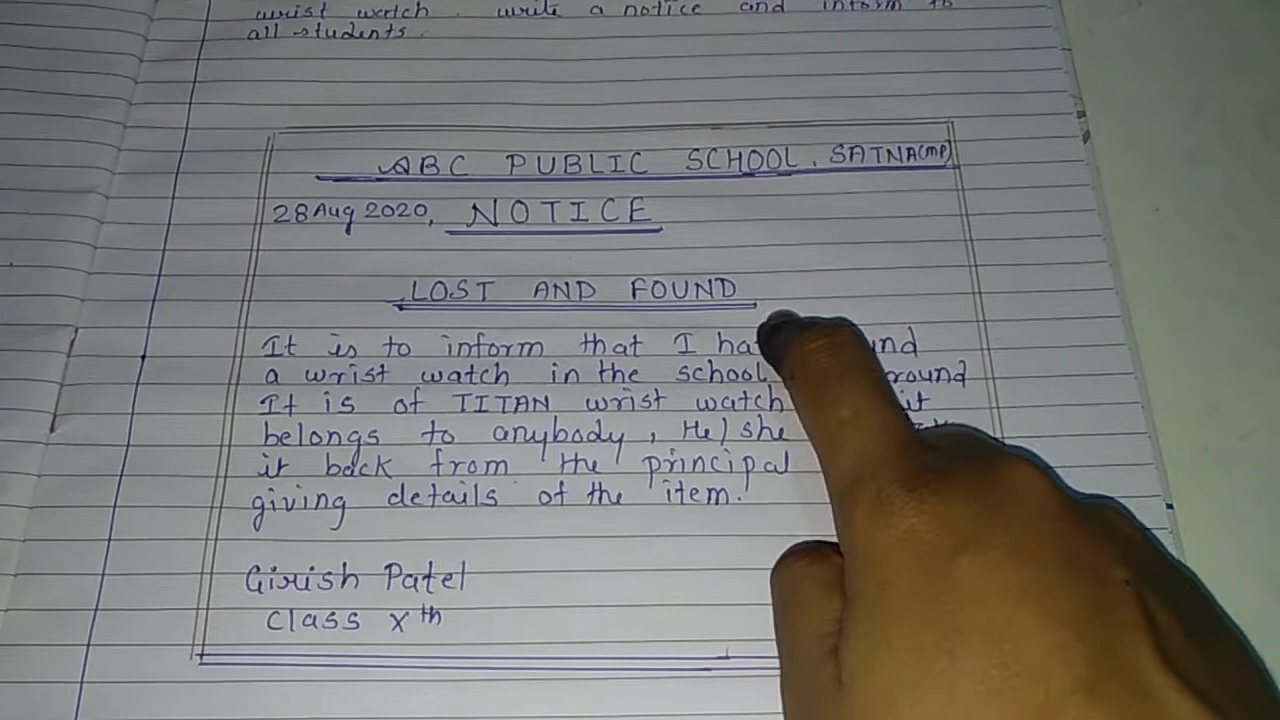 wrist watch. write a notice and inform to
all students.
ABC PUBLIC SCHOOL, SATNA(MP)
28 Aug 2020, NOTICE
LOST AND FOUND
It is to inform that I
a wrist watch in the school
It is of TITAN wrist watch it
belongs to anybody, He/she
it back from the principal
giving details of the item.
Girish Patel
Class Xth